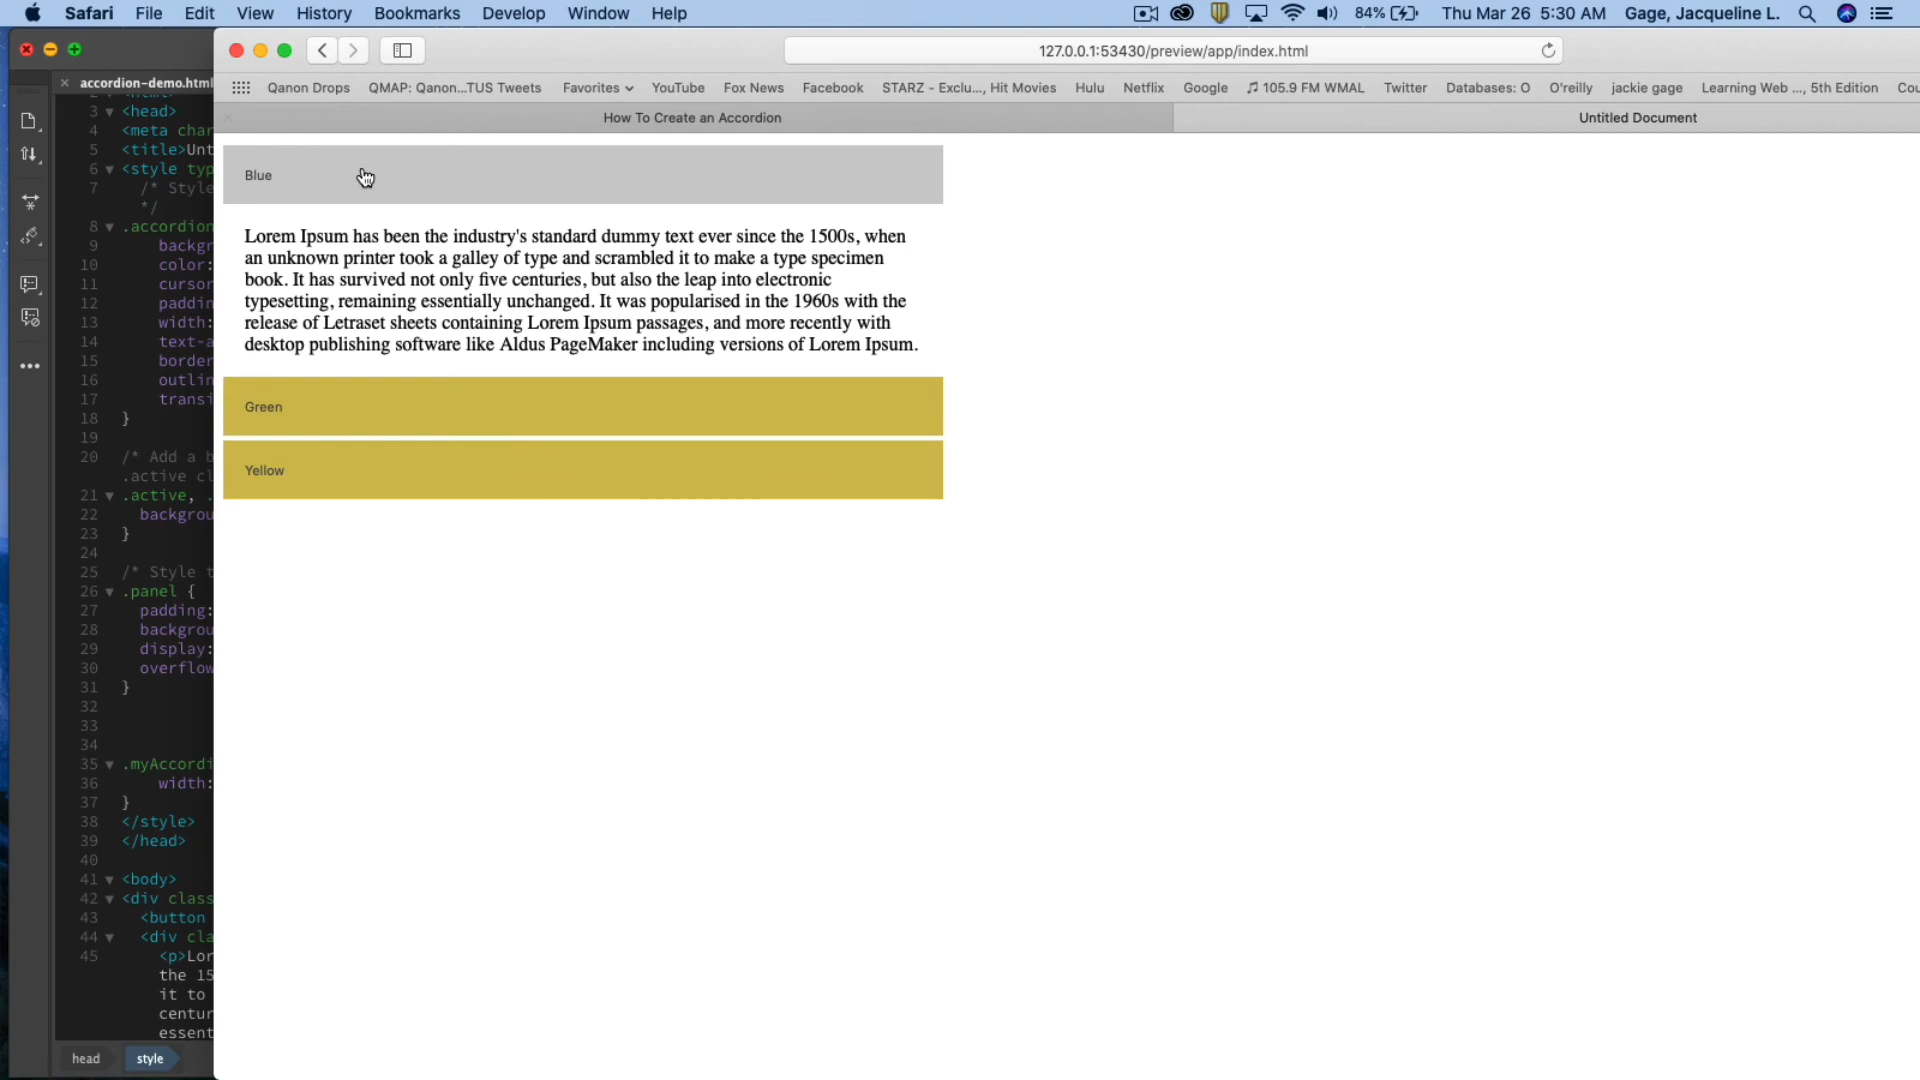 Safari File Edit View History Bookmarks Develop Window Help 84% Thu Mar 26 5:30 AM Gage, Jacqueline L.
127.0.0.1:53430/preview/app/index.html
Qanon Drops QMAP: Qanon...TUS Tweets Favorites YouTube Fox News Facebook STARZ - Exclu..., Hit Movies Hulu Netflix Google 105.9 FM WMAL Twitter Databases: O O'reilly jackie gage Learning Web ..., 5th Edition Cou
How To Create an Accordion Untitled Document
accordion-demo.html
3 <head>
4 <meta char
5 <title>Unt
6 <style typ
7 /* Style
*/
8 .accordion
9 backgr
10 color:
11 cursor
12 paddin
13 width:
14 text-a
15 border
16 outlin
17 transi
18 }
19
20 /* Add a b
.active cl
21 .active, .
22 backgrou
23 }
24
25 /* Style t
26 .panel {
27 padding:
28 backgrou
29 display:
30 overflow
31 }
32
33
34
35 .myAccordi
36 width:
37 }
38 </style>
39 </head>
40
41 <body>
42 <div class
43 <button
44 <div cla
45 <p>Lor
the 15
it to
centur
essent
head style
Blue
Lorem Ipsum has been the industry's standard dummy text ever since the 1500s, when
an unknown printer took a galley of type and scrambled it to make a type specimen
book. It has survived not only five centuries, but also the leap into electronic
typesetting, remaining essentially unchanged. It was popularised in the 1960s with the
release of Letraset sheets containing Lorem Ipsum passages, and more recently with
desktop publishing software like Aldus PageMaker including versions of Lorem Ipsum.
Green
Yellow